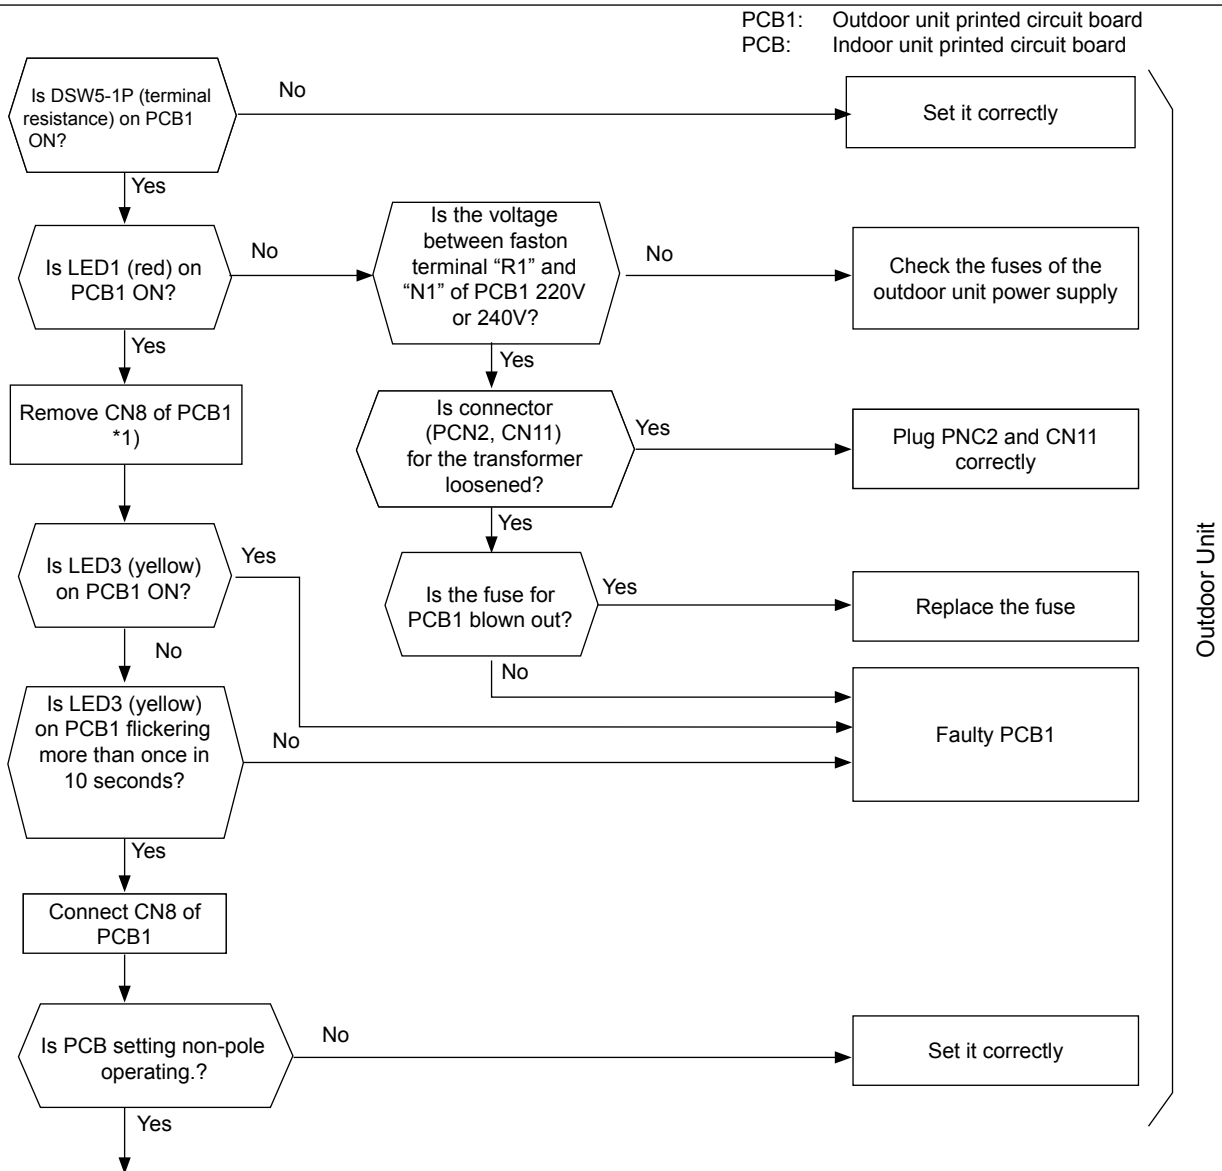 PCB1: Outdoor unit printed circuit board
PCB: Indoor unit printed circuit board
Is DSW5-1P (terminal
resistance) on PCB1
ON?
No
Set it correctly
Yes
Is LED1 (red) on
PCB1 ON?
No
Is the voltage
between faston
terminal “R1” and
“N1” of PCB1 220V
or 240V?
No
Check the fuses of the
outdoor unit power supply
Yes
Yes
Remove CN8 of PCB1
*1)
Is connector
(PCN2, CN11)
for the transformer
loosened?
Yes
Plug PNC2 and CN11
correctly
Yes
Is LED3 (yellow)
on PCB1 ON?
Yes
Is the fuse for
PCB1 blown out?
Yes
Replace the fuse
No
No
Is LED3 (yellow)
on PCB1 flickering
more than once in
10 seconds?
No
Faulty PCB1
Yes
Connect CN8 of
PCB1
Is PCB setting non-pole
operating.?
No
Set it correctly
Yes
Outdoor Unit